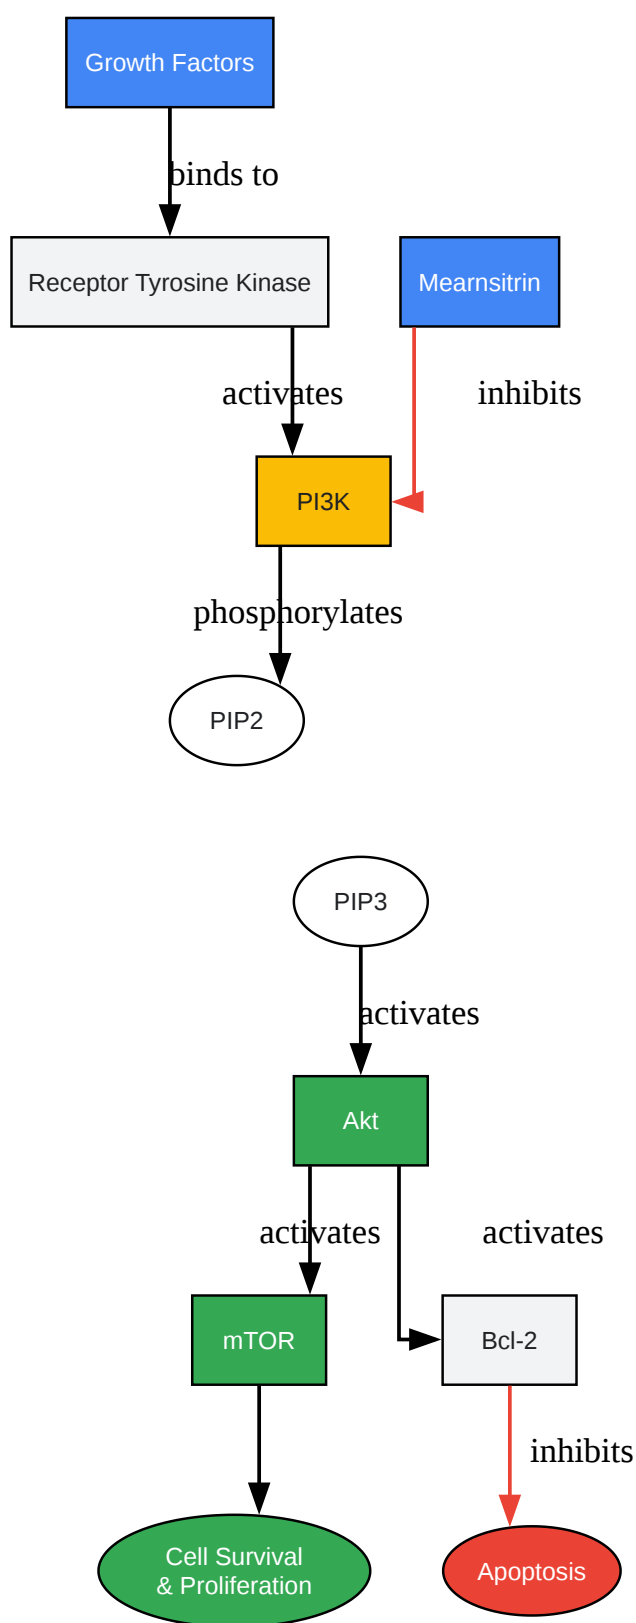 Growth Factors
binds to
Receptor Tyrosine Kinase
Mearnsitrin
activates
inhibits
PI3K
phosphorylates
PIP2
PIP3
activates
Akt
activates
activates
mTOR
Bcl-2
inhibits
Cell Survival
& Proliferation
Apoptosis